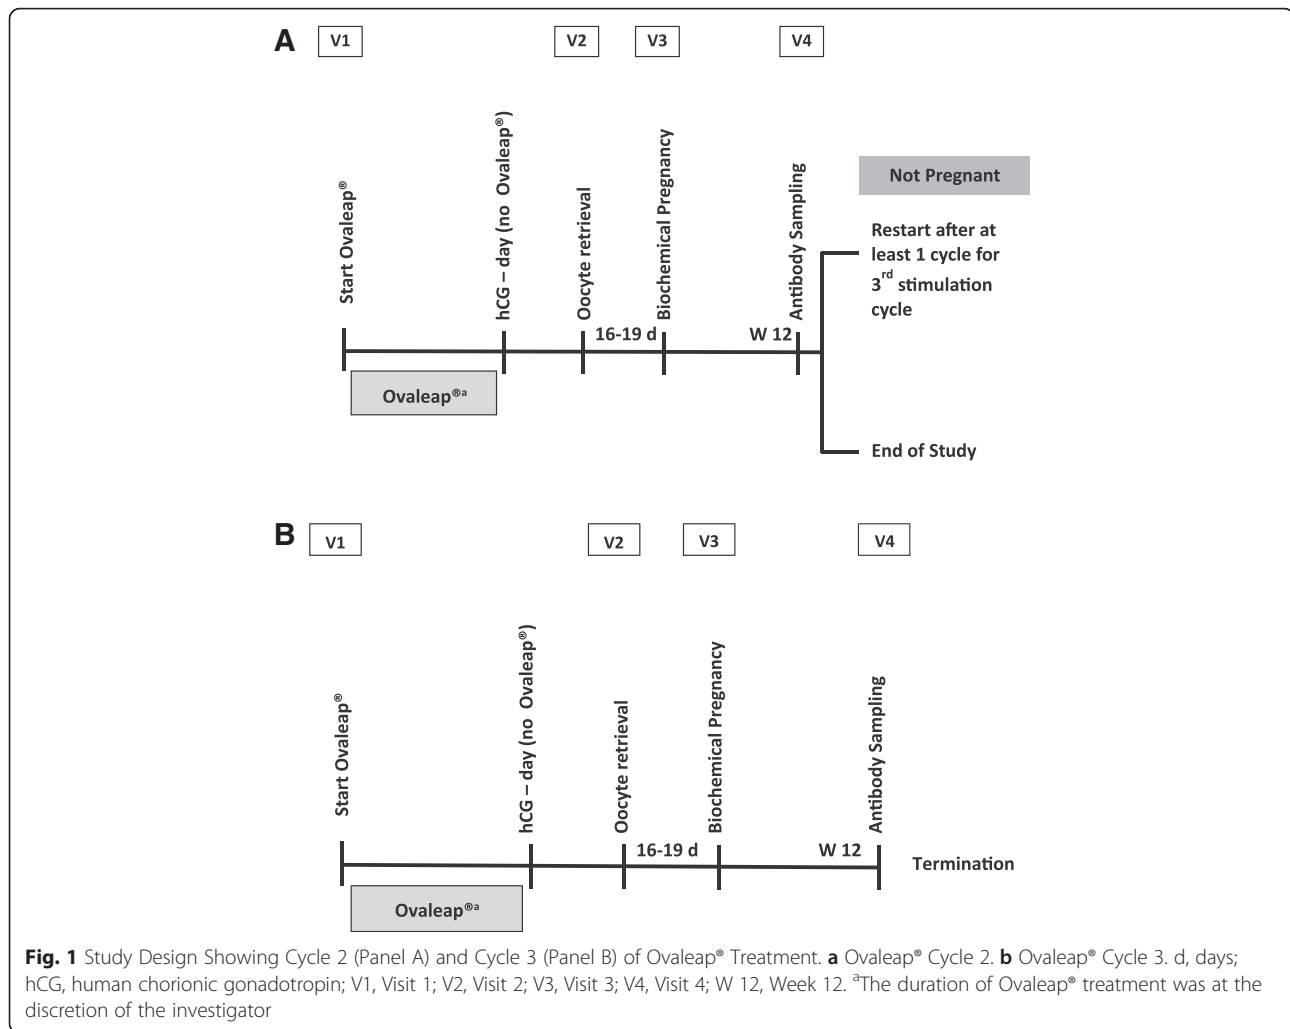 A
V1
V2
V3
V4
Start Ovaleap®
hCG – day (no Ovaleap®)
Oocyte retrieval
Biochemical Pregnancy
Antibody Sampling
16-19 d
W 12
Ovaleap®a
Not Pregnant
Restart after at
least 1 cycle for
3rd stimulation
cycle
End of Study
B
V1
V2
V3
V4
Start Ovaleap®
hCG – day (no Ovaleap®)
Oocyte retrieval
Biochemical Pregnancy
Antibody Sampling
16-19 d
W 12
Termination
Ovaleap®a
Fig. 1 Study Design Showing Cycle 2 (Panel A) and Cycle 3 (Panel B) of Ovaleap® Treatment. a Ovaleap® Cycle 2. b Ovaleap® Cycle 3. d, days;
hCG, human chorionic gonadotropin; V1, Visit 1; V2, Visit 2; V3, Visit 3; V4, Visit 4; W 12, Week 12. aThe duration of Ovaleap® treatment was at the
discretion of the investigator